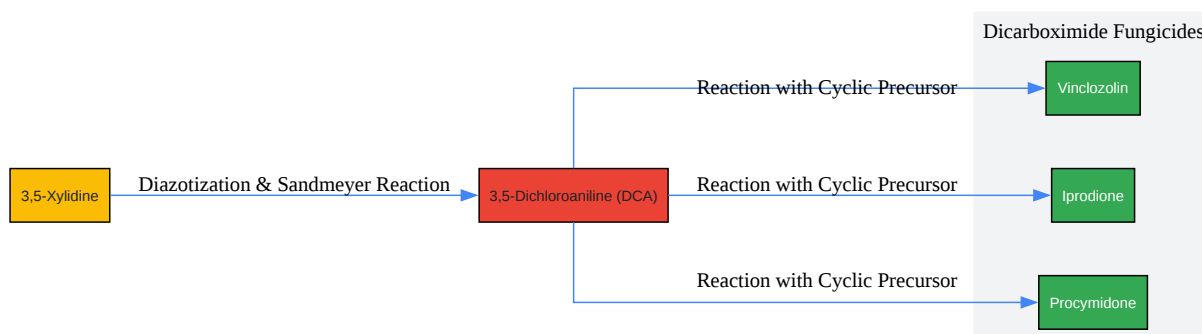 Dicarboximide Fungicides
Reaction with Cyclic Precursor
Vinclozolin
3,5-Xylidine
Diazotization & Sandmeyer Reaction
3,5-Dichloroaniline (DCA)
Reaction with Cyclic Precursor
Iprodione
Reaction with Cyclic Precursor
Procymidone